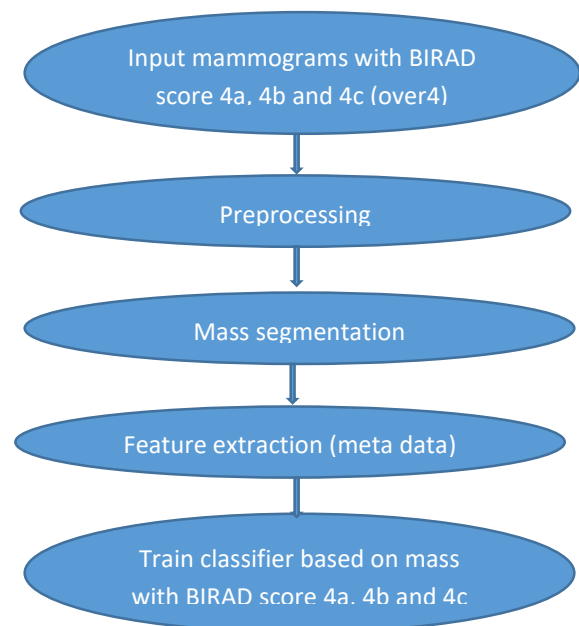 Input mammograms with BIRAD
score 4a, 4b and 4c (over4)
Preprocessing
Mass segmentation
Feature extraction (meta data)
Train classifier based on mass
with BIRAD score 4a, 4b and 4c